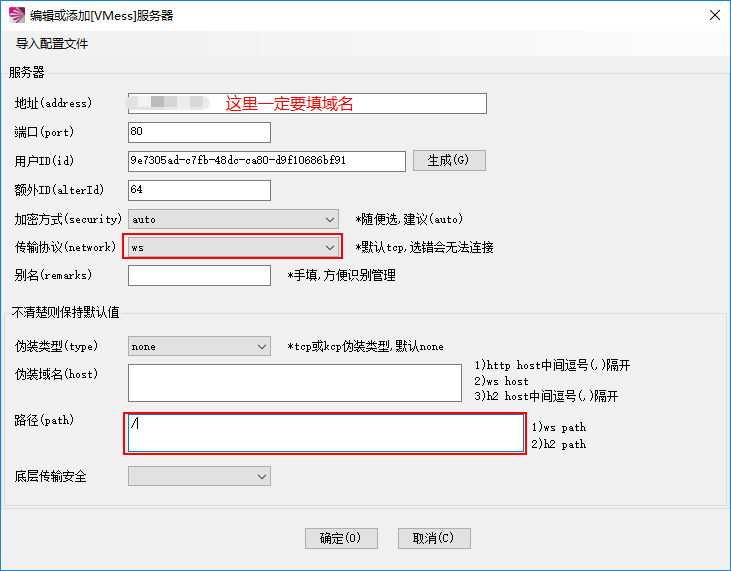 编辑或添加[VMess]服务器
导入配置文件
服务器
地址(address) 这里一定要填域名
端口(port) 80
用户ID(id) 9e7305ad-c7fb-48dc-ca80-d9f10686bf91 生成(G)
额外ID(alterId) 64
加密方式(security) auto *随便选,建议(auto)
传输协议(network) ws *默认tcp,选错会无法连接
别名(remarks) *手填,方便识别管理
不清楚则保持默认值
伪装类型(type) none *tcp或kcp伪装类型,默认none
伪装域名(host)
1)http host中间逗号(,)隔开
2)ws host
3)h2 host中间逗号(,)隔开
路径(path) /
1)ws path
2)h2 path
底层传输安全
确定(O) 取消(C)